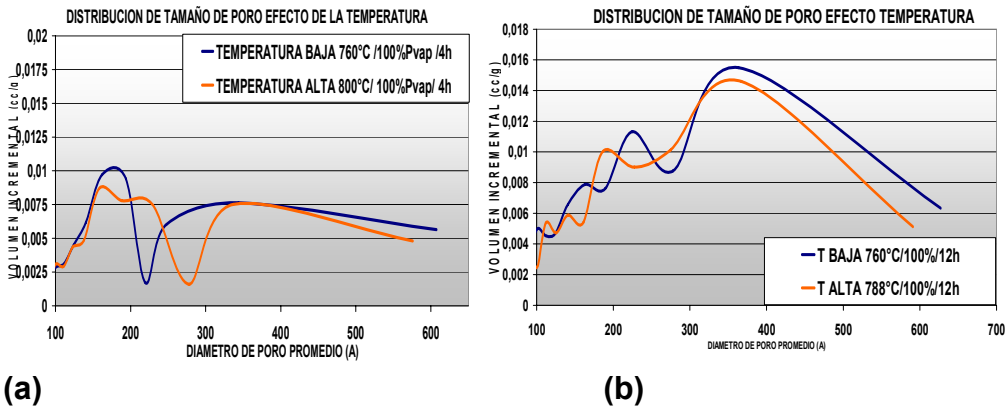 DISTRIBUCION DE TAMAÑO DE PORO EFECTO DE LA TEMPERATURA
VOLUMEN INCREMENTAL (cc/g)
0,02
0,0175
0,015
0,0125
0,01
0,0075
0,005
0,0025
0
TEMPERATURA BAJA 760°C /100%Pvap /4h
TEMPERATURA ALTA 800°C/ 100%Pvap/ 4h
100 200 300 400 500 600
DIAMETRO DE PORO PROMEDIO (A)
(a)
DISTRIBUCION DE TAMAÑO DE PORO EFECTO TEMPERATURA
VOLUMEN INCREMENTAL (cc/g)
0,018
0,016
0,014
0,012
0,01
0,008
0,006
0,004
0,002
0
T BAJA 760°C/100%/12h
T ALTA 788°C/100%/12h
100 200 300 400 500 600 700
DIAMETRO DE PORO PROMEDIO (A)
(b)